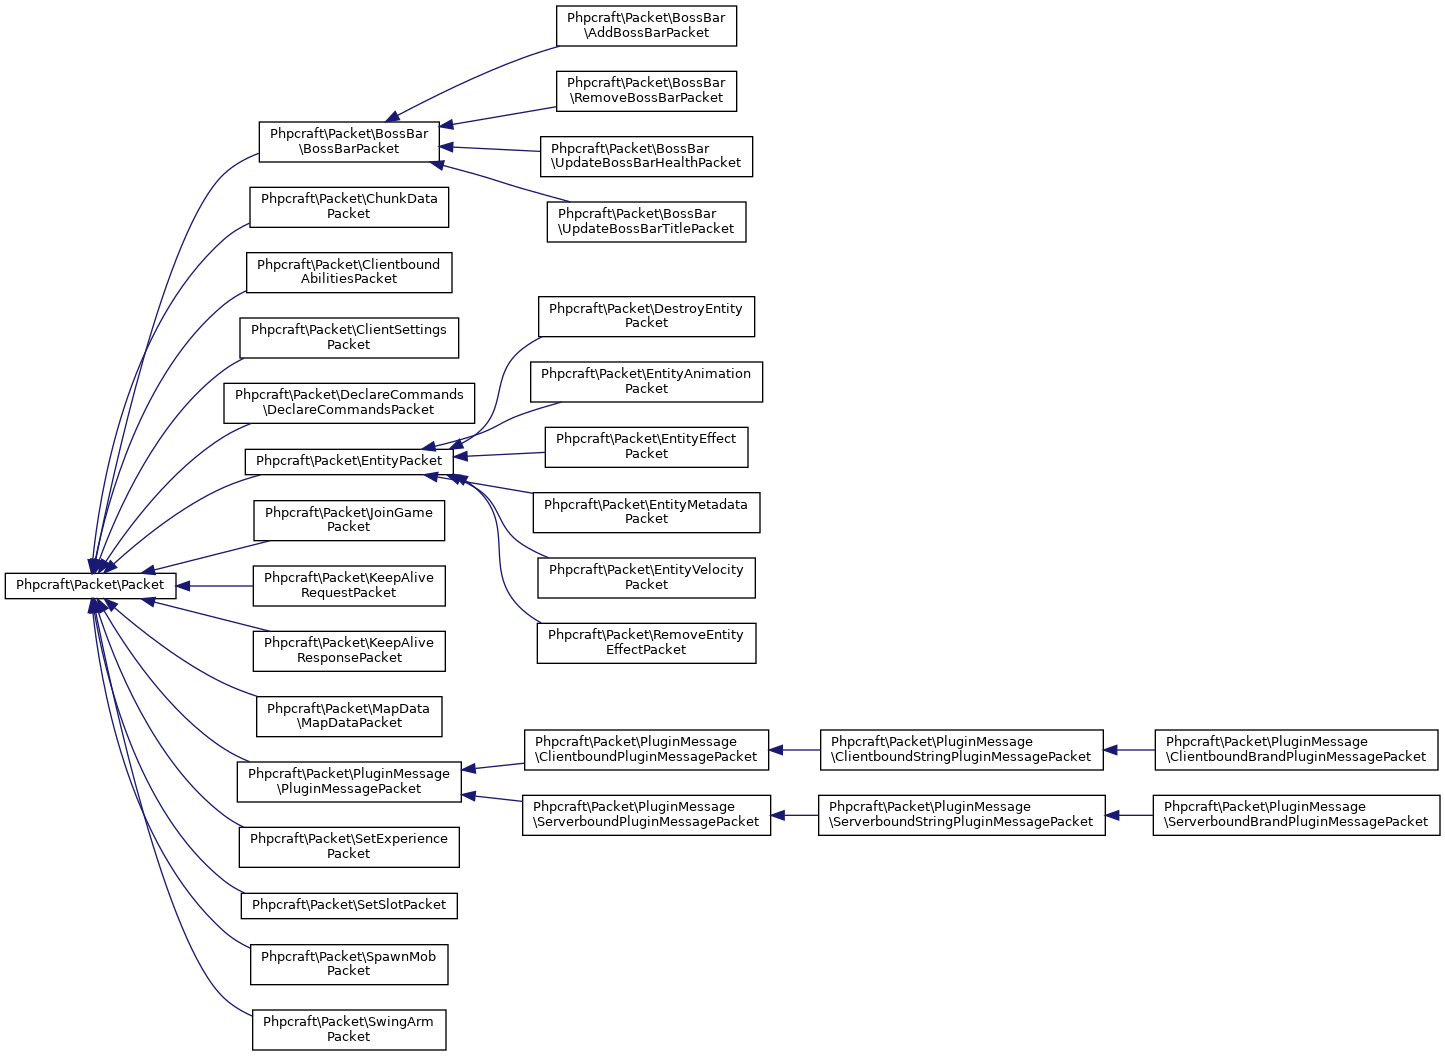 Phpcraft\Packet\BossBar
\AddBossBarPacket
Phpcraft\Packet\BossBar
\RemoveBossBarPacket
Phpcraft\Packet\BossBar
\BossBarPacket
Phpcraft\Packet\BossBar
\UpdateBossBarHealthPacket
Phpcraft\Packet\ChunkData
Packet
Phpcraft\Packet\BossBar
\UpdateBossBarTitlePacket
Phpcraft\Packet\Clientbound
AbilitiesPacket
Phpcraft\Packet\DestroyEntity
Packet
Phpcraft\Packet\ClientSettings
Packet
Phpcraft\Packet\EntityAnimation
Packet
Phpcraft\Packet\DeclareCommands
\DeclareCommandsPacket
Phpcraft\Packet\EntityEffect
Packet
Phpcraft\Packet\EntityPacket
Phpcraft\Packet\EntityMetadata
Packet
Phpcraft\Packet\JoinGame
Packet
Phpcraft\Packet\EntityVelocity
Packet
Phpcraft\Packet\Packet
Phpcraft\Packet\KeepAlive
RequestPacket
Phpcraft\Packet\RemoveEntity
EffectPacket
Phpcraft\Packet\KeepAlive
ResponsePacket
Phpcraft\Packet\MapData
\MapDataPacket
Phpcraft\Packet\PluginMessage
\ClientboundPluginMessagePacket
Phpcraft\Packet\PluginMessage
\ClientboundStringPluginMessagePacket
Phpcraft\Packet\PluginMessage
\ClientboundBrandPluginMessagePacket
Phpcraft\Packet\PluginMessage
\PluginMessagePacket
Phpcraft\Packet\PluginMessage
\ServerboundPluginMessagePacket
Phpcraft\Packet\PluginMessage
\ServerboundStringPluginMessagePacket
Phpcraft\Packet\PluginMessage
\ServerboundBrandPluginMessagePacket
Phpcraft\Packet\SetExperience
Packet
Phpcraft\Packet\SetSlotPacket
Phpcraft\Packet\SpawnMob
Packet
Phpcraft\Packet\SwingArm
Packet